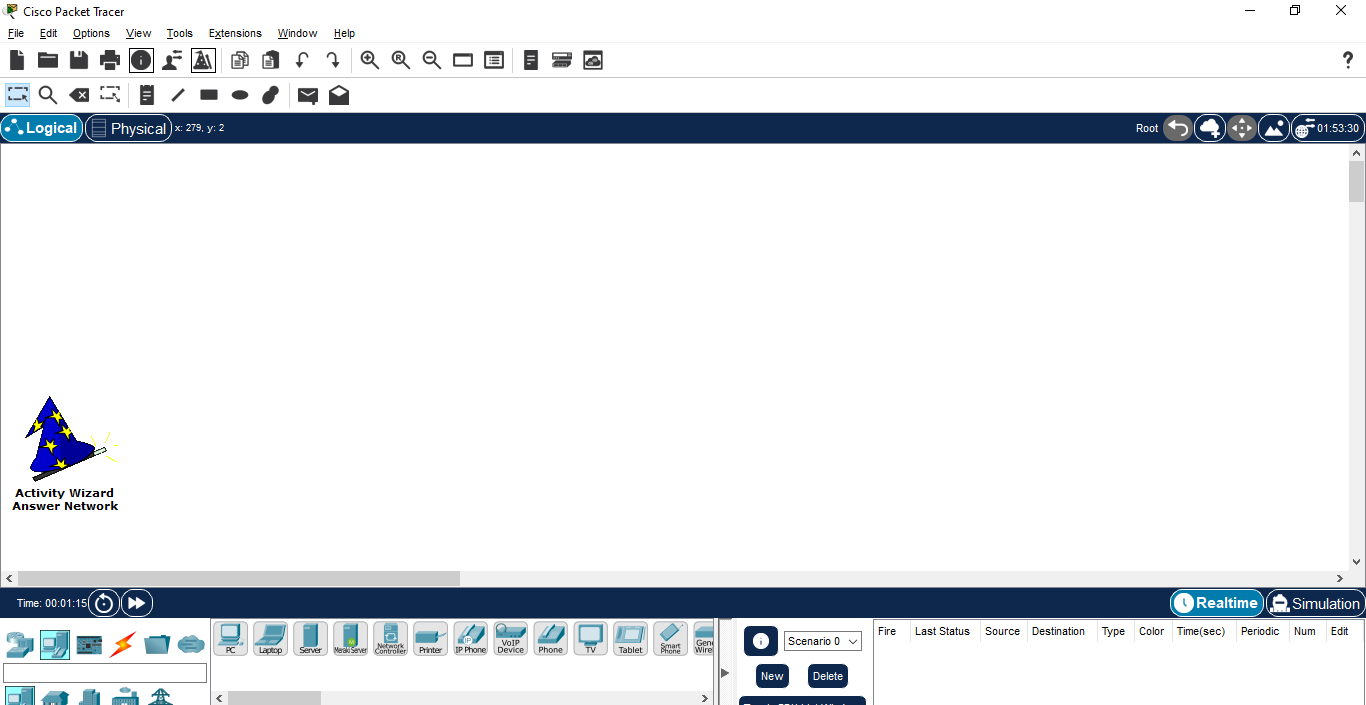 Cisco Packet Tracer
File Edit Options View Tools Extensions Window Help
?
Logical Physical x: 279, y: 2 Root 01:53:30
Activity Wizard
Answer Network
Time: 00:01:15 Realtime Simulation
PC Laptop Server Meraki Server Network Controller Printer IP Phone VoIP Device Phone TV Tablet Smart Phone
Scenario 0
Fire Last Status Source Destination Type Color Time(sec) Periodic Num Edit
New Delete